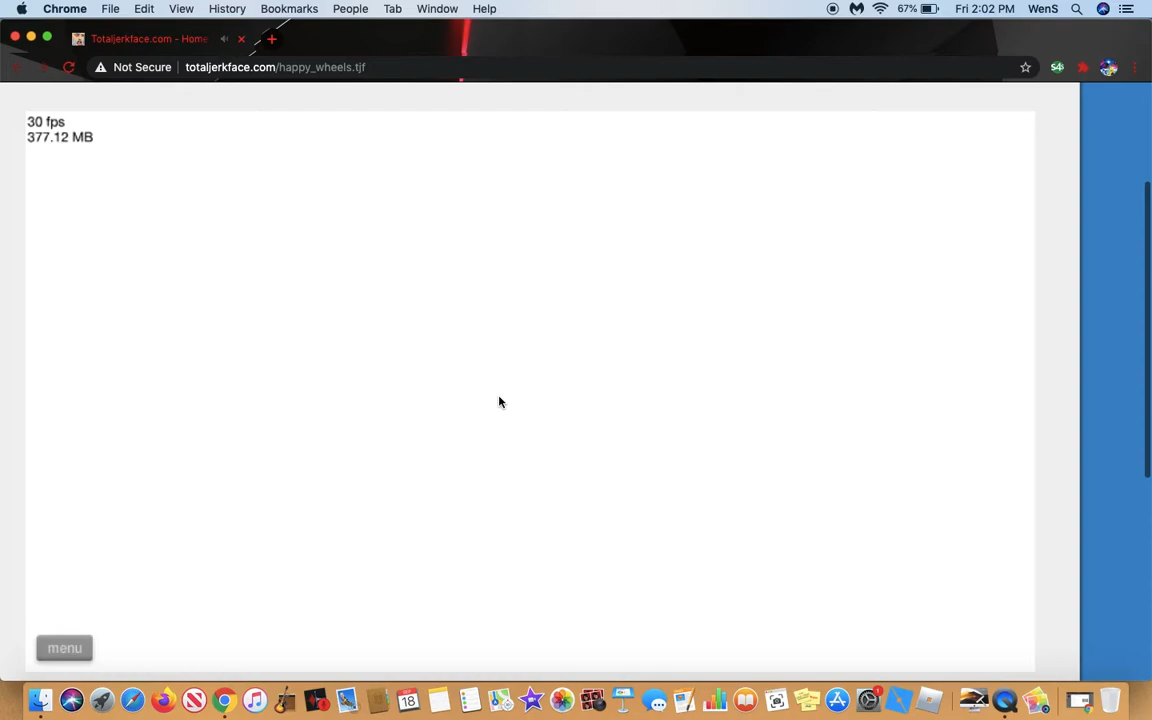 Chrome File Edit View History Bookmarks People Tab Window Help 67% Fri 2:02 PM WenS
Totaljerkface.com - Home
Not Secure totaljerkface.com/happy_wheels.tjf
30 fps
377.12 MB
menu
18